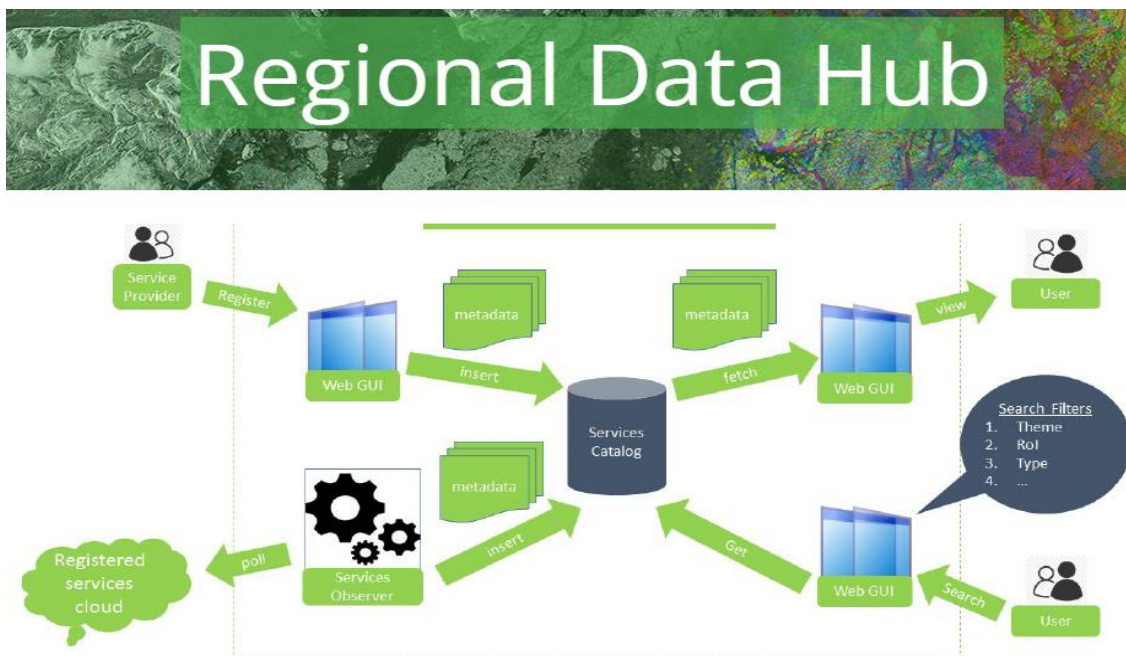 Regional Data Hub
Service
Provider
Register
Web GUI
metadata
insert
metadata
fetch
Web GUI
view
User
Services
Catalog
Search Filters
1. Theme
2. RoI
3. Type
4. ...
Registered
services
cloud
poll
Services
Observer
metadata
insert
Get
Web GUI
Search
User